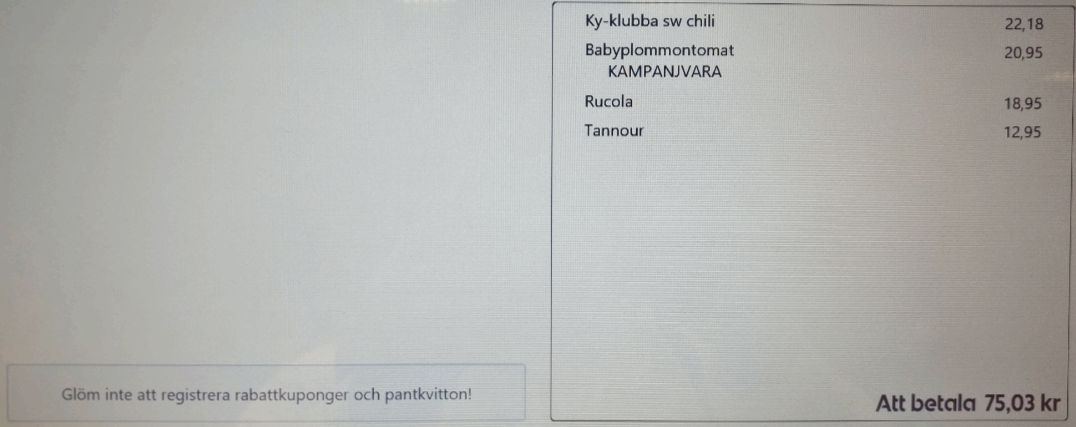 Ky-klubba sw chili 22,18
Babyplommontomat 20,95
KAMPANJVARA
Rucola 18,95
Tannour 12,95
Glöm inte att registrera rabattkuponger och pantkvitton!
Att betala 75,03 kr